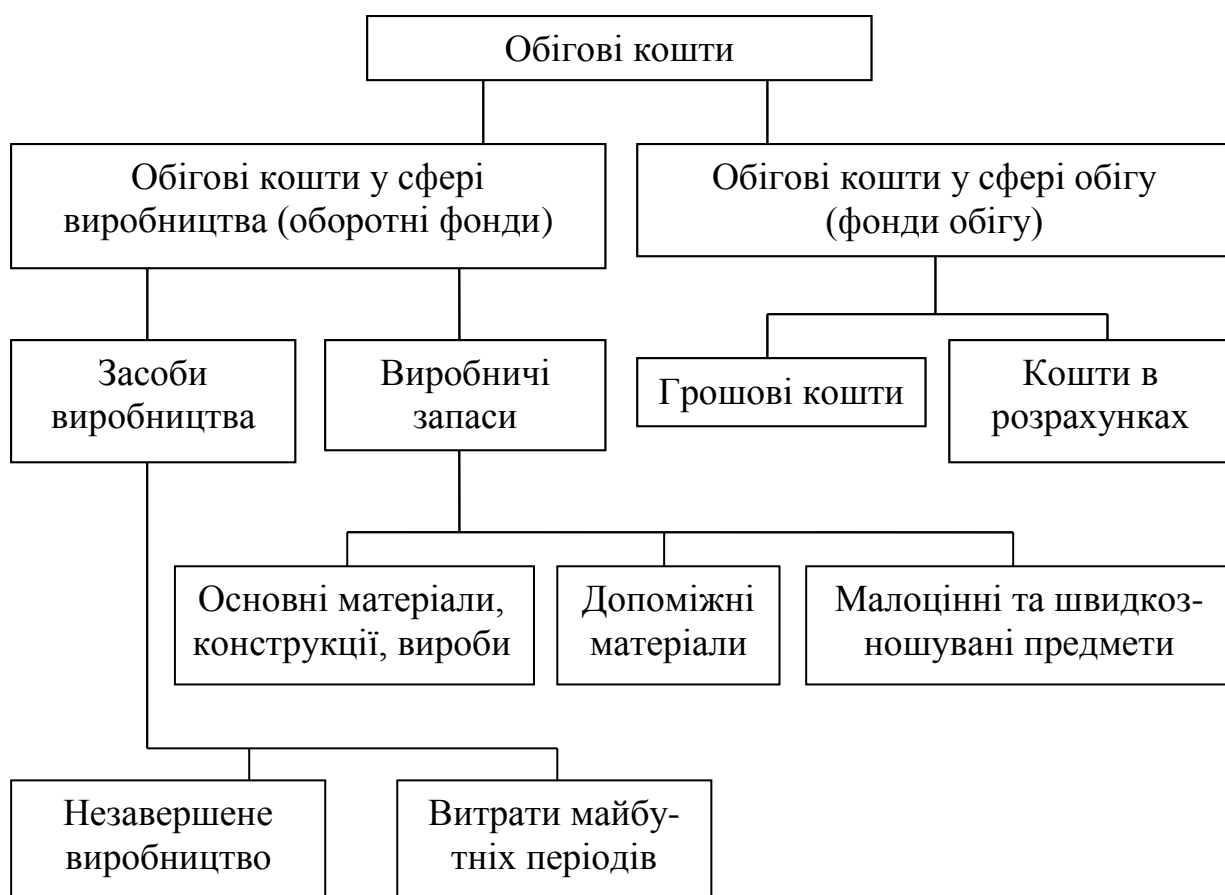 Обігові кошти
Обігові кошти у сфері
виробництва (оборотні фонди)
Обігові кошти у сфері обігу
(фонди обігу)
Засоби
виробництва
Виробничі
запаси
Грошові кошти
Кошти в
розрахунках
Основні матеріали,
конструкції, вироби
Допоміжні
матеріали
Малоцінні та швидкоз-
ношувані предмети
Незавершене
виробництво
Витрати майбу-
тніх періодів